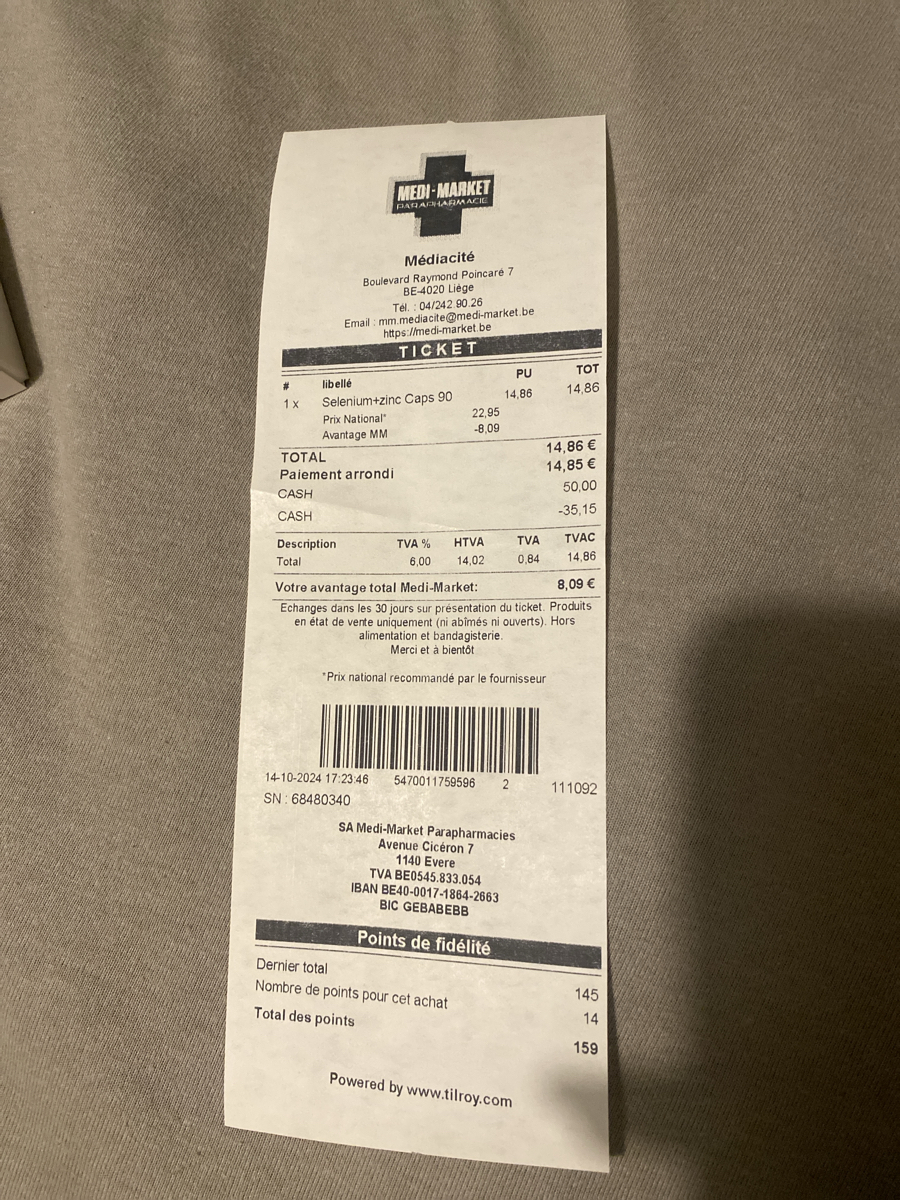 MEDI-MARKET
PARAPHARMACIE
Médiacité
Boulevard Raymond Poincaré 7
BE-4020 Liège
Tél. : 04/242.90.26
Email : mm.mediacite@medi-market.be
https://medi-market.be
TICKET
# libellé PU TOT
1 x Selenium+zinc Caps 90 14,86 14,86
Prix National* 22,95
Avantage MM -8,09
TOTAL 14,86 €
Paiement arrondi 14,85 €
CASH 50,00
CASH -35,15
Description TVA % HTVA TVA TVAC
Total 6,00 14,02 0,84 14,86
Votre avantage total Medi-Market: 8,09 €
Echanges dans les 30 jours sur présentation du ticket. Produits
en état de vente uniquement (ni abîmés ni ouverts). Hors
alimentation et bandagisterie.
Merci et à bientôt
*Prix national recommandé par le fournisseur
14-10-2024 17:23:46 5470011759596 2 111092
SN : 68480340
SA Medi-Market Parapharmacies
Avenue Cicéron 7
1140 Evere
TVA BE0545.833.054
IBAN BE40-0017-1864-2663
BIC GEBABEBB
Points de fidélité
Dernier total 145
Nombre de points pour cet achat 14
Total des points 159
Powered by www.tilroy.com